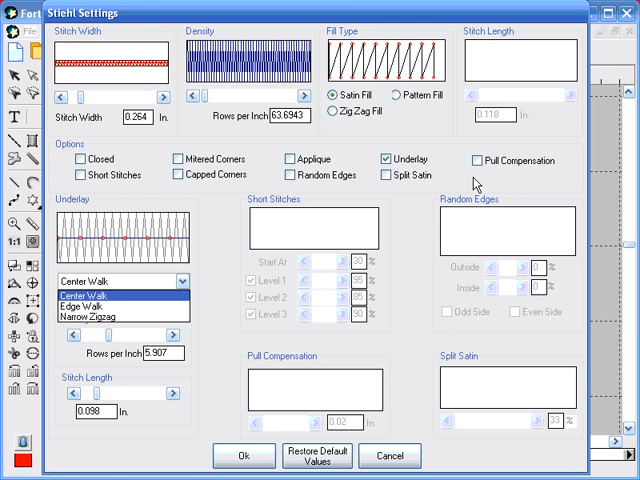 Fort
Stiehl Settings
File
Stitch Width
Density
Fill Type
Stitch Length
Satin Fill
Pattern Fill
Zig Zag Fill
Stitch Width
0.264
In.
Rows per Inch
63.6943
0.118
In.
Options
Closed
Mitered Corners
Applique
Underlay
Pull Compensation
Short Stitches
Capped Corners
Random Edges
Split Satin
Underlay
Short Stitches
Random Edges
T
1:1
Center Walk
Center Walk
Edge Walk
Narrow Zigzag
Start At
30
%
Level 1
95
%
Level 2
85
%
Level 3
90
%
Outside
0
%
Inside
0
%
Odd Side
Even Side
Rows per Inch
5.907
Stitch Length
0.098
In.
Pull Compensation
0.02
In.
Split Satin
33
%
Ok
Restore Default
Values
Cancel